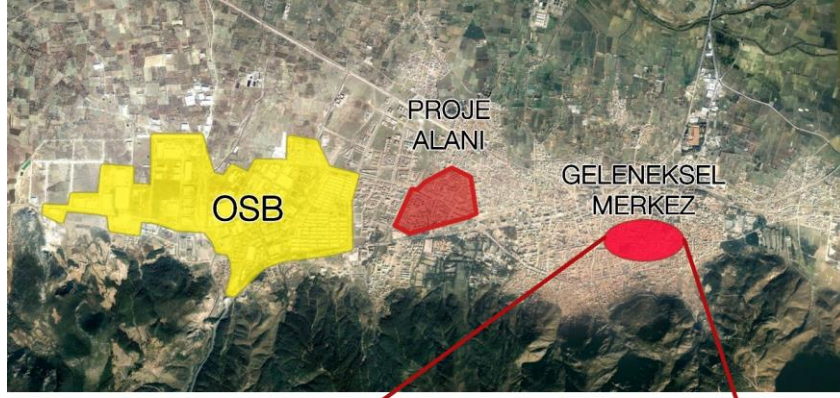 PROJE
ALANI
GELENEKSEL
MERKEZ
OSB